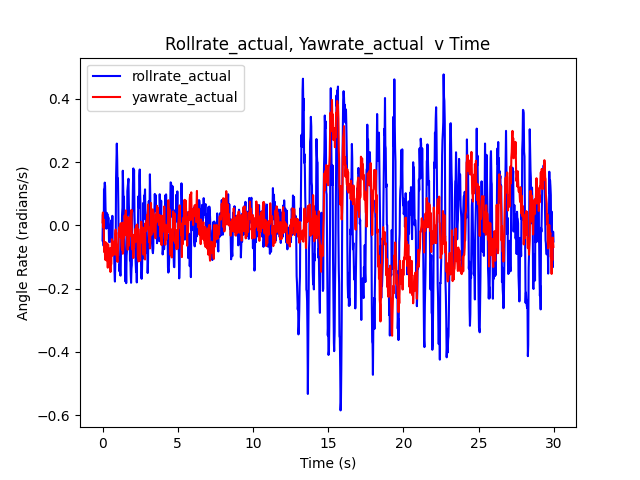 Rollrate_actual, Yawrate_actual  v Time
rollrate_actual
yawrate_actual
Angle Rate (radians/s)
0.4
0.2
0.0
−0.2
−0.4
−0.6
0 5 10 15 20 25 30
Time (s)